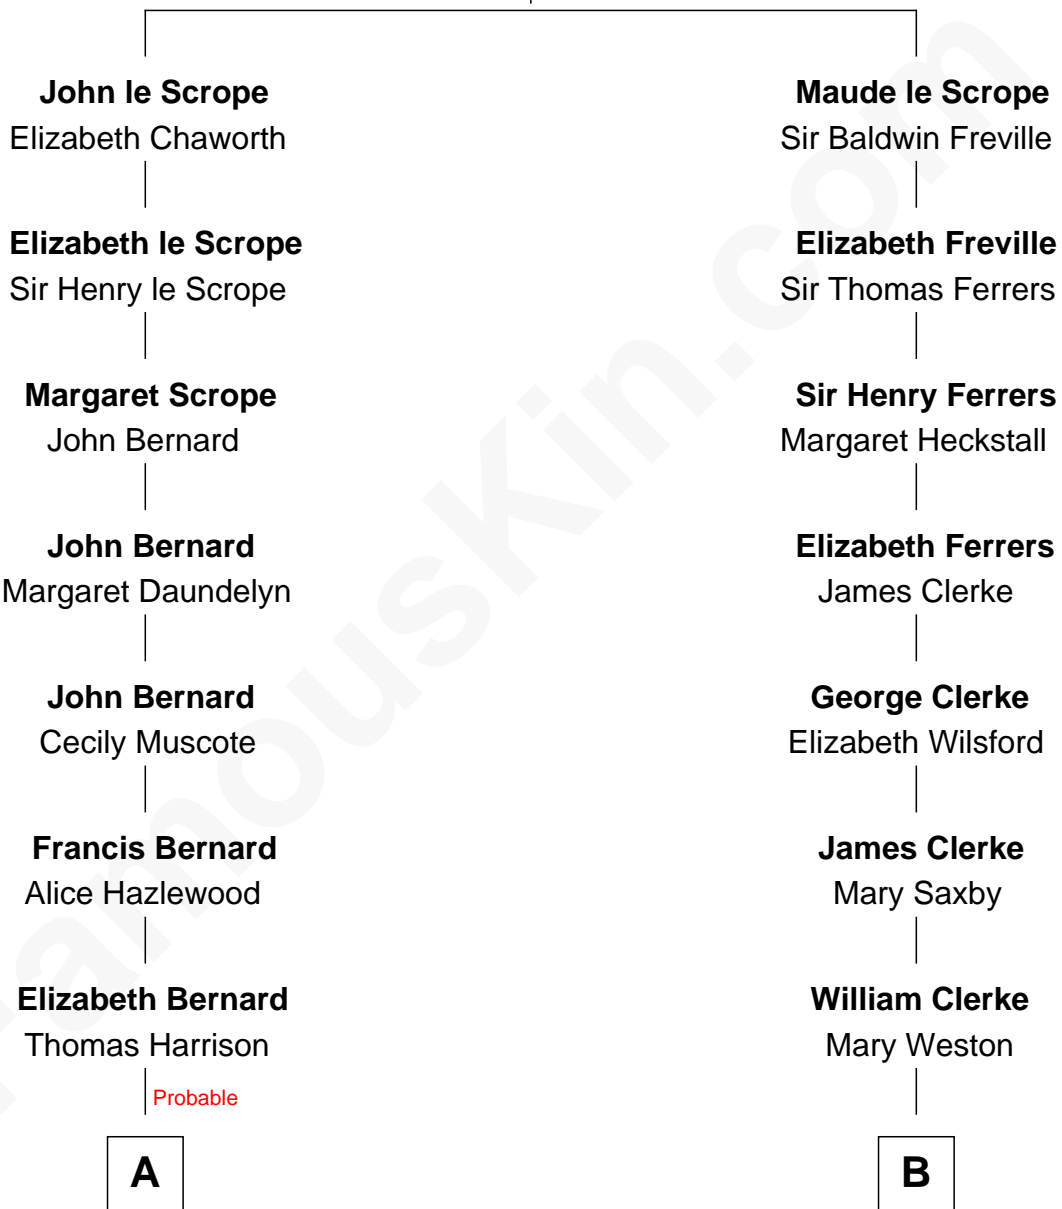 John le Scrope
Elizabeth Chaworth
Elizabeth le Scrope
Sir Henry le Scrope
Margaret Scrope
John Bernard
John Bernard
Margaret Daundelyn
John Bernard
Cecily Muscote
Francis Bernard
Alice Hazlewood
Elizabeth Bernard
Thomas Harrison
Probable
A
Maude le Scrope
Sir Baldwin Freville
Elizabeth Freville
Sir Thomas Ferrers
Sir Henry Ferrers
Margaret Heckstall
Elizabeth Ferrers
James Clerke
George Clerke
Elizabeth Wilsford
James Clerke
Mary Saxby
William Clerke
Mary Weston
B
FamousKin.com